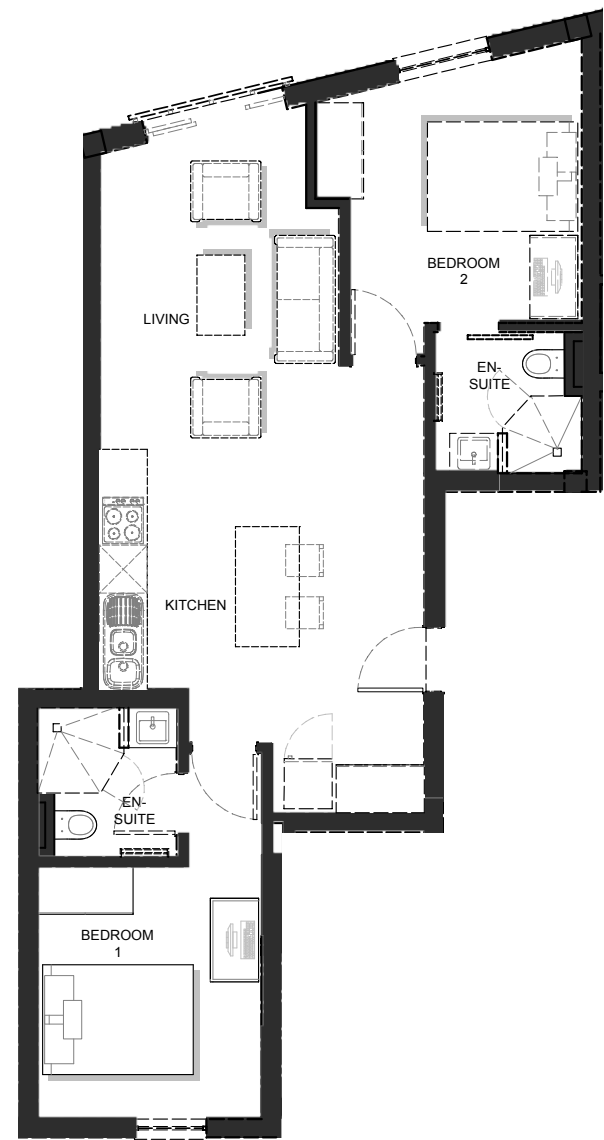 BEDROOM
2
LIVING
EN-
SUITE
KITCHEN
EN-
SUITE
BEDROOM
1